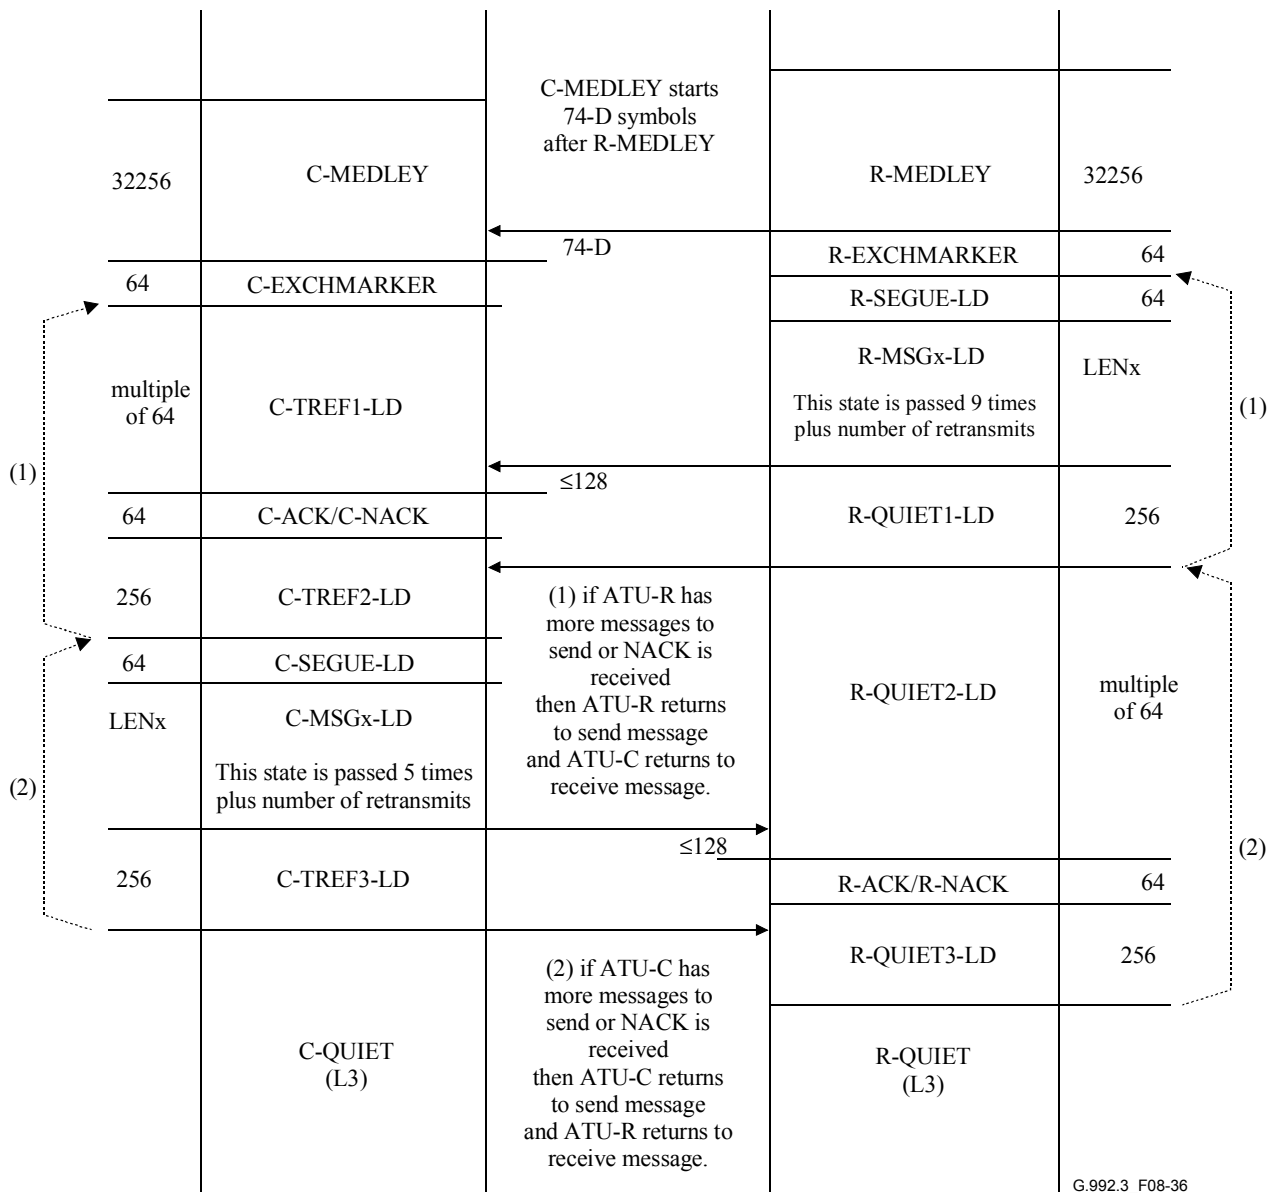 C-MEDLEY starts
74-D symbols
after R-MEDLEY
32256
C-MEDLEY
R-MEDLEY
32256
74-D
R-EXCHMARKER
64
64
C-EXCHMARKER
R-SEGUE-LD
64
R-MSGx-LD
LENx
multiple
of 64
C-TREF1-LD
This state is passed 9 times
plus number of retransmits
(1)
(1)
≤128
64
C-ACK/C-NACK
R-QUIET1-LD
256
256
C-TREF2-LD
(1) if ATU-R has
more messages to
send or NACK is
received
then ATU-R returns
to send message
and ATU-C returns to
receive message.
64
C-SEGUE-LD
R-QUIET2-LD
multiple
of 64
LENx
C-MSGx-LD
This state is passed 5 times
plus number of retransmits
(2)
≤128
(2)
256
C-TREF3-LD
R-ACK/R-NACK
64
R-QUIET3-LD
256
(2) if ATU-C has
more messages to
send or NACK is
received
then ATU-C returns
to send message
and ATU-R returns to
receive message.
C-QUIET
(L3)
R-QUIET
(L3)
G.992.3_F08-36